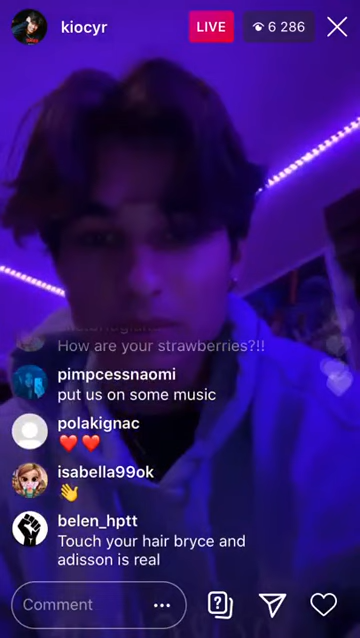 kiocyr
LIVE
6 286
How are your strawberries?!!
pimpcessnaomi
put us on some music
polakignac
❤️❤️
isabella99ok
👋
belen_hptt
Touch your hair bryce and
adisson is real
Comment